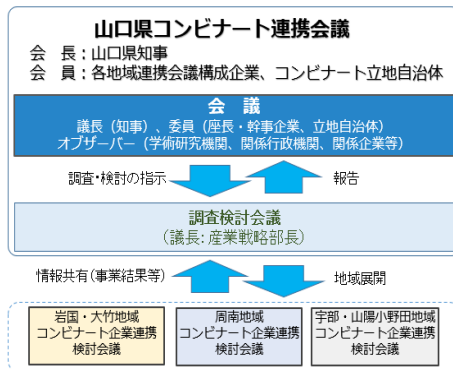 山口県コンビナート連携会議
会　長：山口県知事
会　員：各地域連携会議構成企業、コンビナート立地自治体
会　議
議長（知事）、委員（座長・幹事企業、立地自治体）
オブザーバー（学術研究機関、関係行政機関、関係企業等）
調査・検討の指示
報告
調査検討会議
（議長：産業戦略部長）
情報共有（事業結果等）
地域展開
岩国・大竹地域
コンビナート企業連携
検討会議
周南地域
コンビナート企業連携
検討会議
宇部・山陽小野田地域
コンビナート企業連携
検討会議